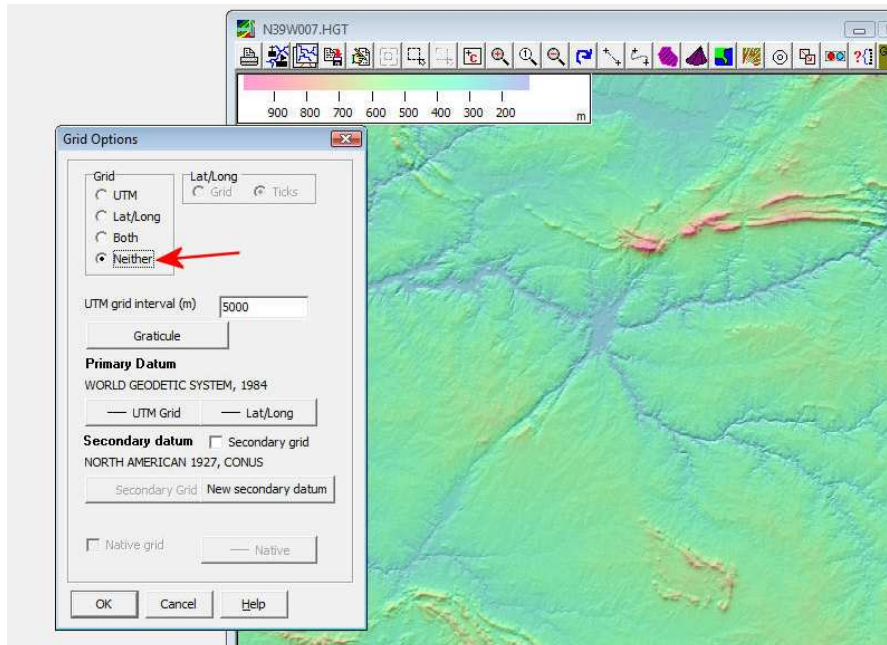 N39W007.HGT
c
1
?{}
900 800 700 600 500 400 300 200
m
Grid Options
Grid
UTM
Lat/Long
Both
Neither
Lat/Long
Grid Ticks
UTM grid interval (m) 5000
Graticule
Primary Datum
WORLD GEODETIC SYSTEM, 1984
UTM Grid Lat/Long
Secondary datum Secondary grid
NORTH AMERICAN 1927, CONUS
Secondary Grid New secondary datum
Native grid Native
OK Cancel Help